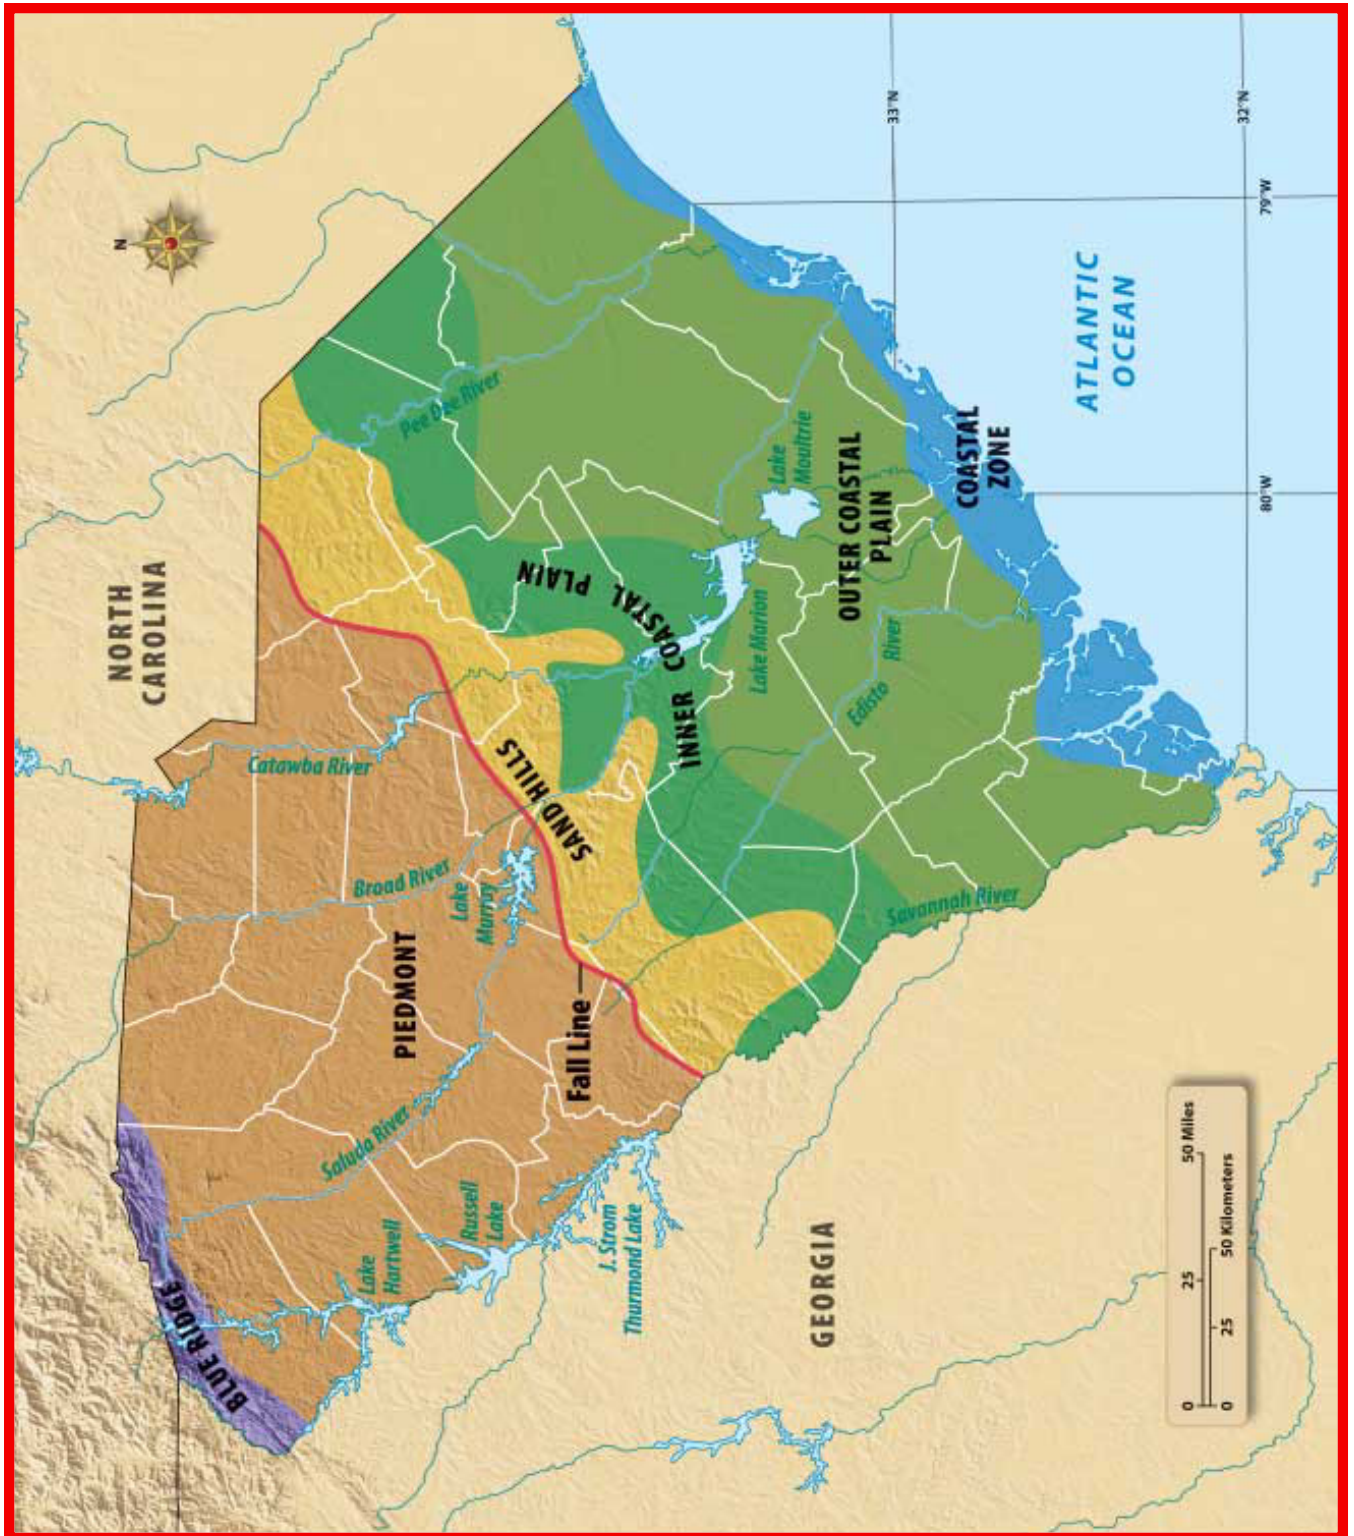 N
NORTH
CAROLINA
BLUE RIDGE
PIEDMONT
Catawba River
Broad River
Saluda River
Lake
Murray
Lake
Hartwell
Russell
Lake
J. Strom
Thurmond Lake
Fall Line
SAND HILLS
Pee Dee River
INNER COASTAL PLAIN
Lake Marion
Lake
Moultrie
OUTER COASTAL
PLAIN
Edisto
River
Savannah River
COASTAL
ZONE
ATLANTIC
OCEAN
GEORGIA
33°N
32°N
79°W
80°W
0 25 50 Miles
0 25 50 Kilometers